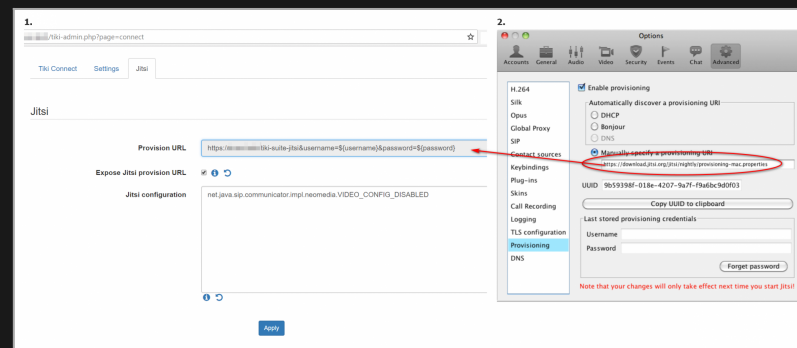 1.
/tiki-admin.php?page=connect
Tiki Connect Settings Jitsi
Jitsi
Provision URL
https://
tiki-suite-jitsi&username=${username}&password=${password}
Expose Jitsi provision URL
Jitsi configuration
net.java.sip.communicator.impl.neomedia.VIDEO_CONFIG_DISABLED
Apply
2.
Options
Accounts General Audio Video Security Events Chat Advanced
H.264
Silk
Opus
Global Proxy
SIP
Contact sources
Keybindings
Plug-ins
Skins
Call Recording
Logging
TLS configuration
Provisioning
DNS
Enable provisioning
Automatically discover a provisioning URI
DHCP
Bonjour
DNS
Manually specify a provisioning URI
https://download.jitsi.org/jitsi/nightly/provisioning-mac.properties
UUID 9b59398f-018e-4207-9a7f-f9a6bc9d0f03
Copy UUID to clipboard
Last stored provisioning credentials
Username
Password
Forget password
Note that your changes will only take effect next time you start Jitsi!